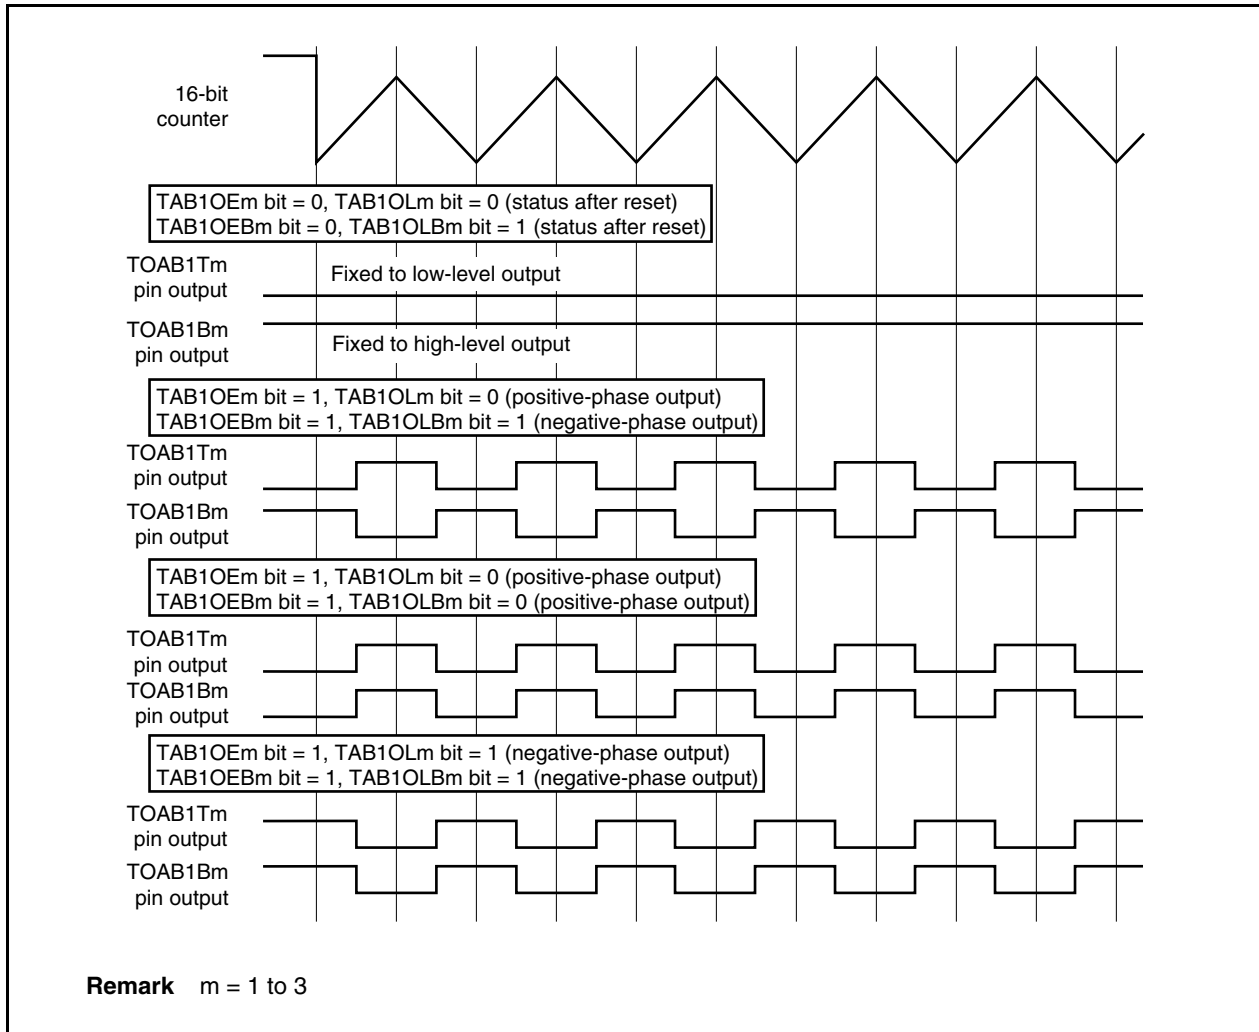 16-bit
counter
TAB1OEm bit = 0, TAB1OLm bit = 0 (status after reset)
TAB1OEBm bit = 0, TAB1OLBm bit = 1 (status after reset)
TOAB1Tm
pin output
Fixed to low-level output
TOAB1Bm
pin output
Fixed to high-level output
TAB1OEm bit = 1, TAB1OLm bit = 0 (positive-phase output)
TAB1OEBm bit = 1, TAB1OLBm bit = 1 (negative-phase output)
TOAB1Tm
pin output
TOAB1Bm
pin output
TAB1OEm bit = 1, TAB1OLm bit = 0 (positive-phase output)
TAB1OEBm bit = 1, TAB1OLBm bit = 0 (positive-phase output)
TOAB1Tm
pin output
TOAB1Bm
pin output
TAB1OEm bit = 1, TAB1OLm bit = 1 (negative-phase output)
TAB1OEBm bit = 1, TAB1OLBm bit = 1 (negative-phase output)
TOAB1Tm
pin output
TOAB1Bm
pin output
Remark m = 1 to 3